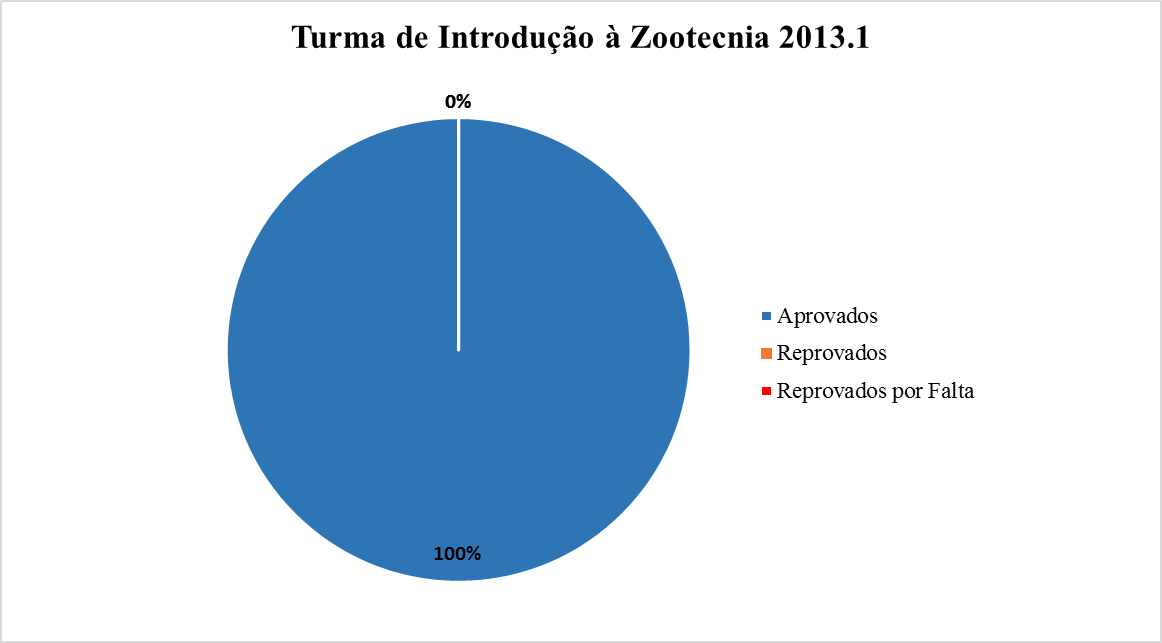 Turma de Introdução à Zootecnia 2013.1
0%
100%
Aprovados
Reprovados
Reprovados por Falta